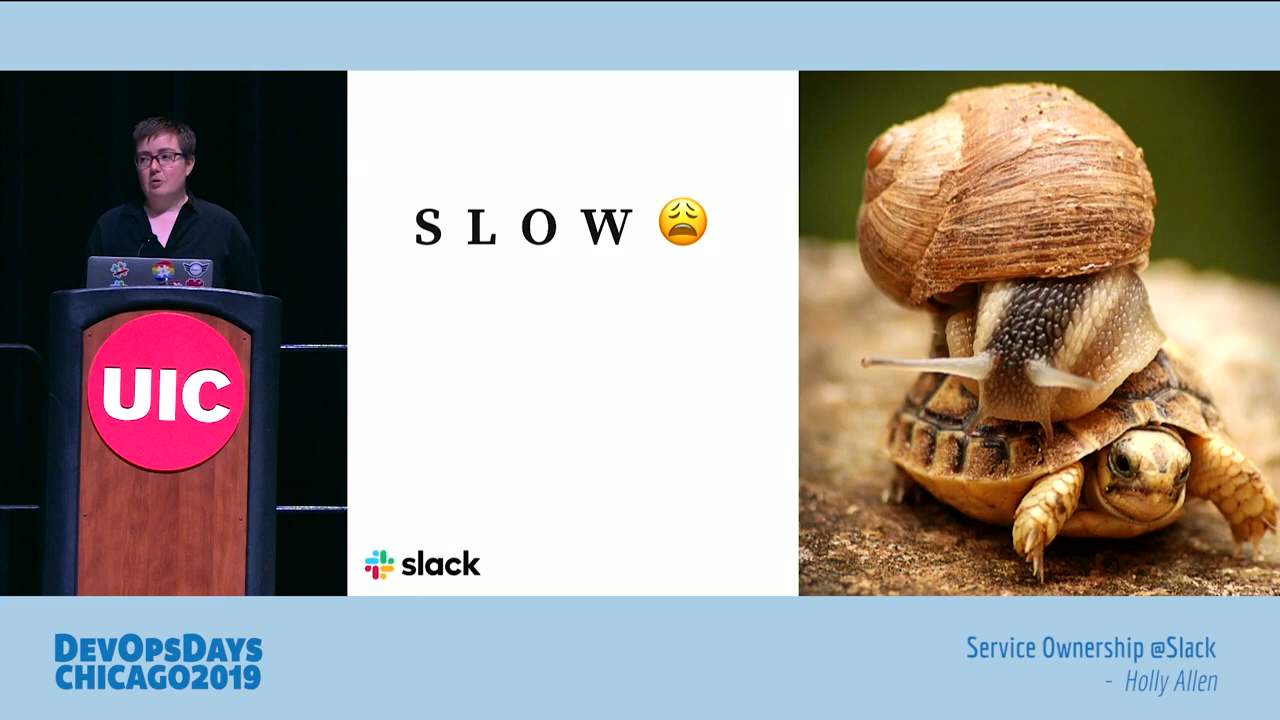 S L O W 😩
UIC
slack
DEVOPSDAYS
CHICAGO2019
Service Ownership @Slack
- Holly Allen